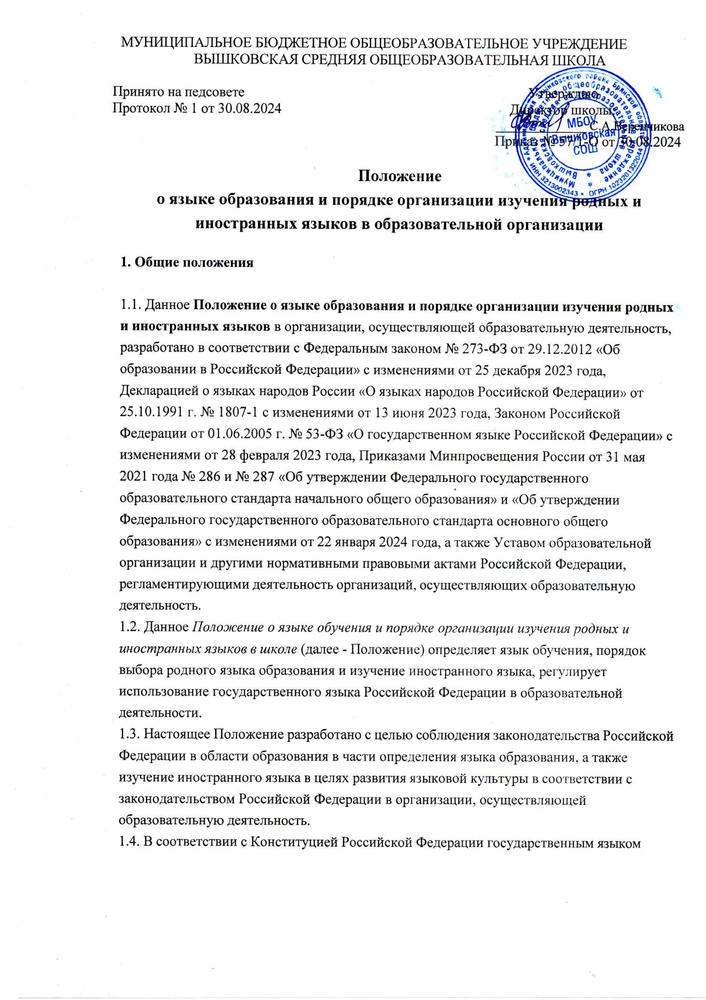 МУНИЦИПАЛЬНОЕ БЮДЖЕТНОЕ ОБЩЕОБРАЗОВАТЕЛЬНОЕ УЧРЕЖДЕНИЕ
ВЫШКОВСКАЯ СРЕДНЯЯ ОБЩЕОБРАЗОВАТЕЛЬНАЯ ШКОЛА
Принято на педсовете
Протокол № 1 от 30.08.2024
Утверждаю
Директор школы:
С.А.Веренчикова
Приказ № 57/1-О от 30.08.2024
МБОУ
Вышковская
СОШ
Муниципальное бюджетное общеобразовательное учреждение
Вышковская средняя общеобразовательная школа
* ИНН 3213002343 * ОГРН 1023201322044
Положение
о языке образования и порядке организации изучения родных и
иностранных языков в образовательной организации
1. Общие положения
1.1. Данное Положение о языке образования и порядке организации изучения родных
и иностранных языков в организации, осуществляющей образовательную деятельность,
разработано в соответствии с Федеральным законом № 273-ФЗ от 29.12.2012 «Об
образовании в Российской Федерации» с изменениями от 25 декабря 2023 года,
Декларацией о языках народов России «О языках народов Российской Федерации» от
25.10.1991 г. № 1807-1 с изменениями от 13 июня 2023 года, Законом Российской
Федерации от 01.06.2005 г. № 53-ФЗ «О государственном языке Российской Федерации» с
изменениями от 28 февраля 2023 года, Приказами Минпросвещения России от 31 мая
2021 года № 286 и № 287 «Об утверждении Федерального государственного
образовательного стандарта начального общего образования» и «Об утверждении
Федерального государственного образовательного стандарта основного общего
образования» с изменениями от 22 января 2024 года, а также Уставом образовательной
организации и другими нормативными правовыми актами Российской Федерации,
регламентирующими деятельность организаций, осуществляющих образовательную
деятельность.
1.2. Данное Положение о языке обучения и порядке организации изучения родных и
иностранных языков в школе (далее - Положение) определяет язык обучения, порядок
выбора родного языка образования и изучение иностранного языка, регулирует
использование государственного языка Российской Федерации в образовательной
деятельности.
1.3. Настоящее Положение разработано с целью соблюдения законодательства Российской
Федерации в области образования в части определения языка образования, а также
изучение иностранного языка в целях развития языковой культуры в соответствии с
законодательством Российской Федерации в организации, осуществляющей
образовательную деятельность.
1.4. В соответствии с Конституцией Российской Федерации государственным языком